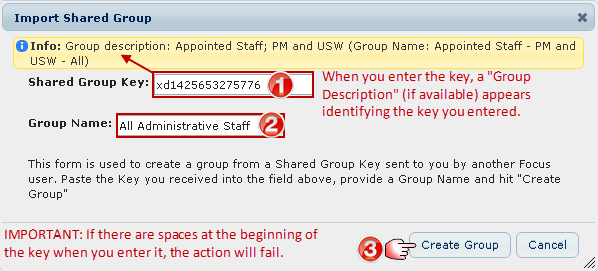 Import Shared Group
Info: Group description: Appointed Staff; PM and USW (Group Name: Appointed Staff - PM and
USW - All)
Shared Group Key: xd1425653275776 1
When you enter the key, a "Group
Description" (if available) appears
identifying the key you entered.
Group Name: All Administrative Staff 2
This form is used to create a group from a Shared Group Key sent to you by another Focus
user. Paste the Key you received into the field above, provide a Group Name and hit "Create
Group"
IMPORTANT: If there are spaces at the beginning of
the key when you enter it, the action will fail.
3 Create Group Cancel